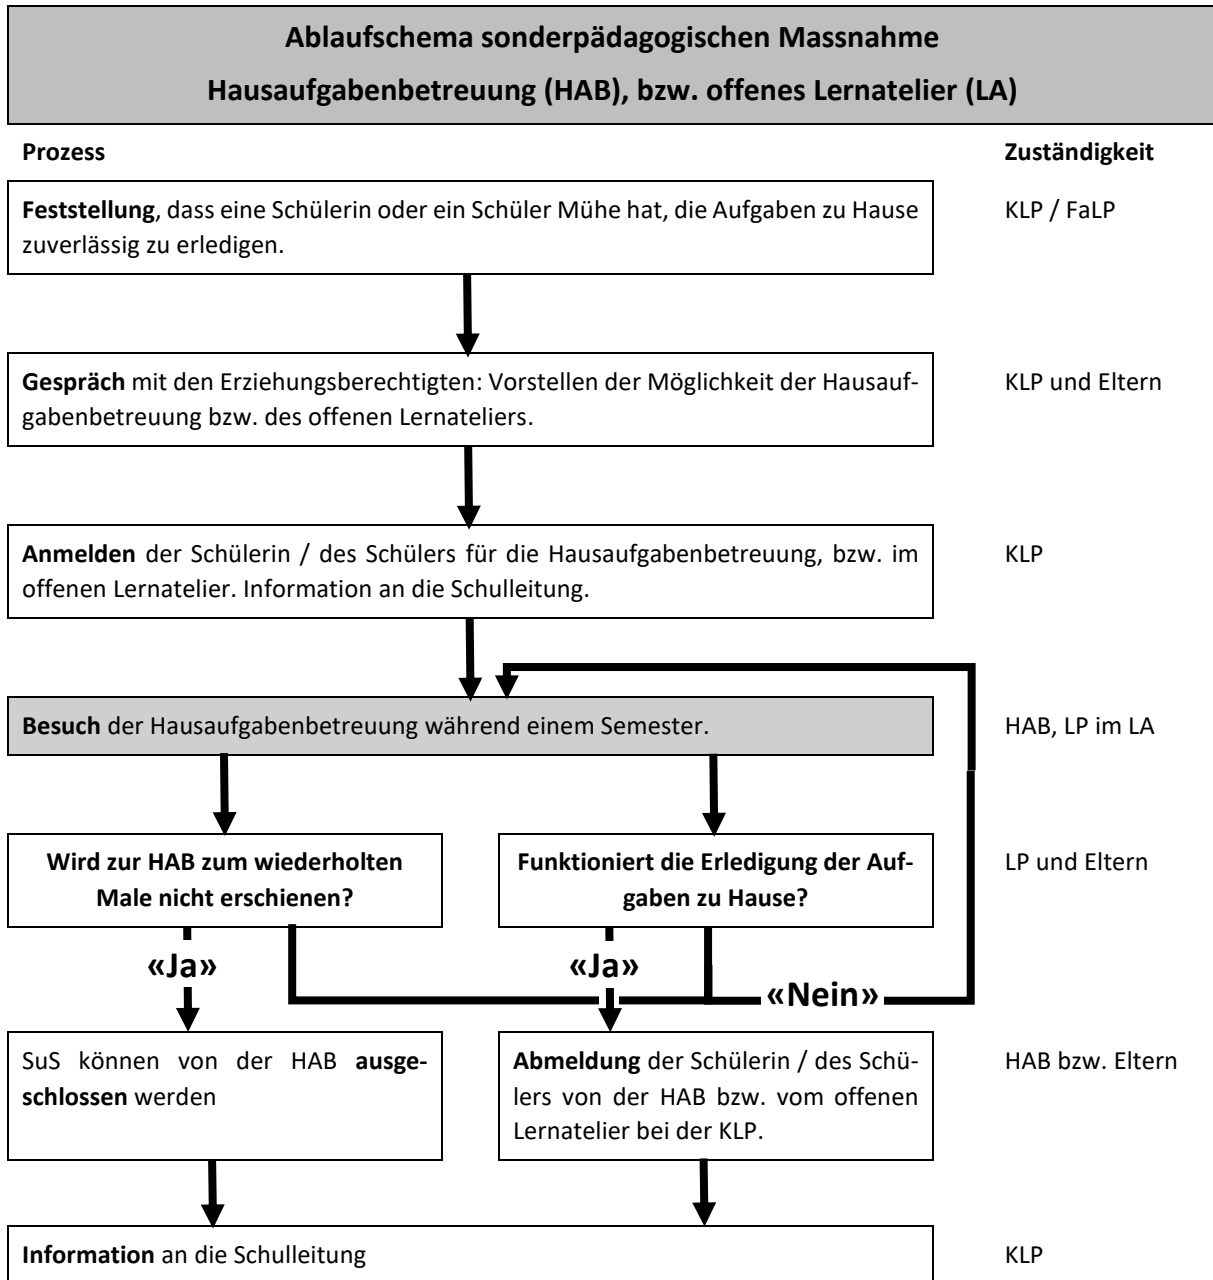 Ablaufschema sonderpädagogischen Massnahme
Hausaufgabenbetreuung (HAB), bzw. offenes Lernatelier (LA)
Prozess
Zuständigkeit
Feststellung, dass eine Schülerin oder ein Schüler Mühe hat, die Aufgaben zu Hause
zuverlässig zu erledigen.
KLP / FaLP
Gespräch mit den Erziehungsberechtigten: Vorstellen der Möglichkeit der Hausauf-
gabenbetreuung bzw. des offenen Lernateliers.
KLP und Eltern
Anmelden der Schülerin / des Schülers für die Hausaufgabenbetreuung, bzw. im
offenen Lernatelier. Information an die Schulleitung.
KLP
Besuch der Hausaufgabenbetreuung während einem Semester.
HAB, LP im LA
Wird zur HAB zum wiederholten
Male nicht erschienen?
Funktioniert die Erledigung der Auf-
gaben zu Hause?
LP und Eltern
«Ja»
«Ja»
«Nein»
SuS können von der HAB ausge-
schlossen werden
Abmeldung der Schülerin / des Schü-
lers von der HAB bzw. vom offenen
Lernatelier bei der KLP.
HAB bzw. Eltern
Information an die Schulleitung
KLP